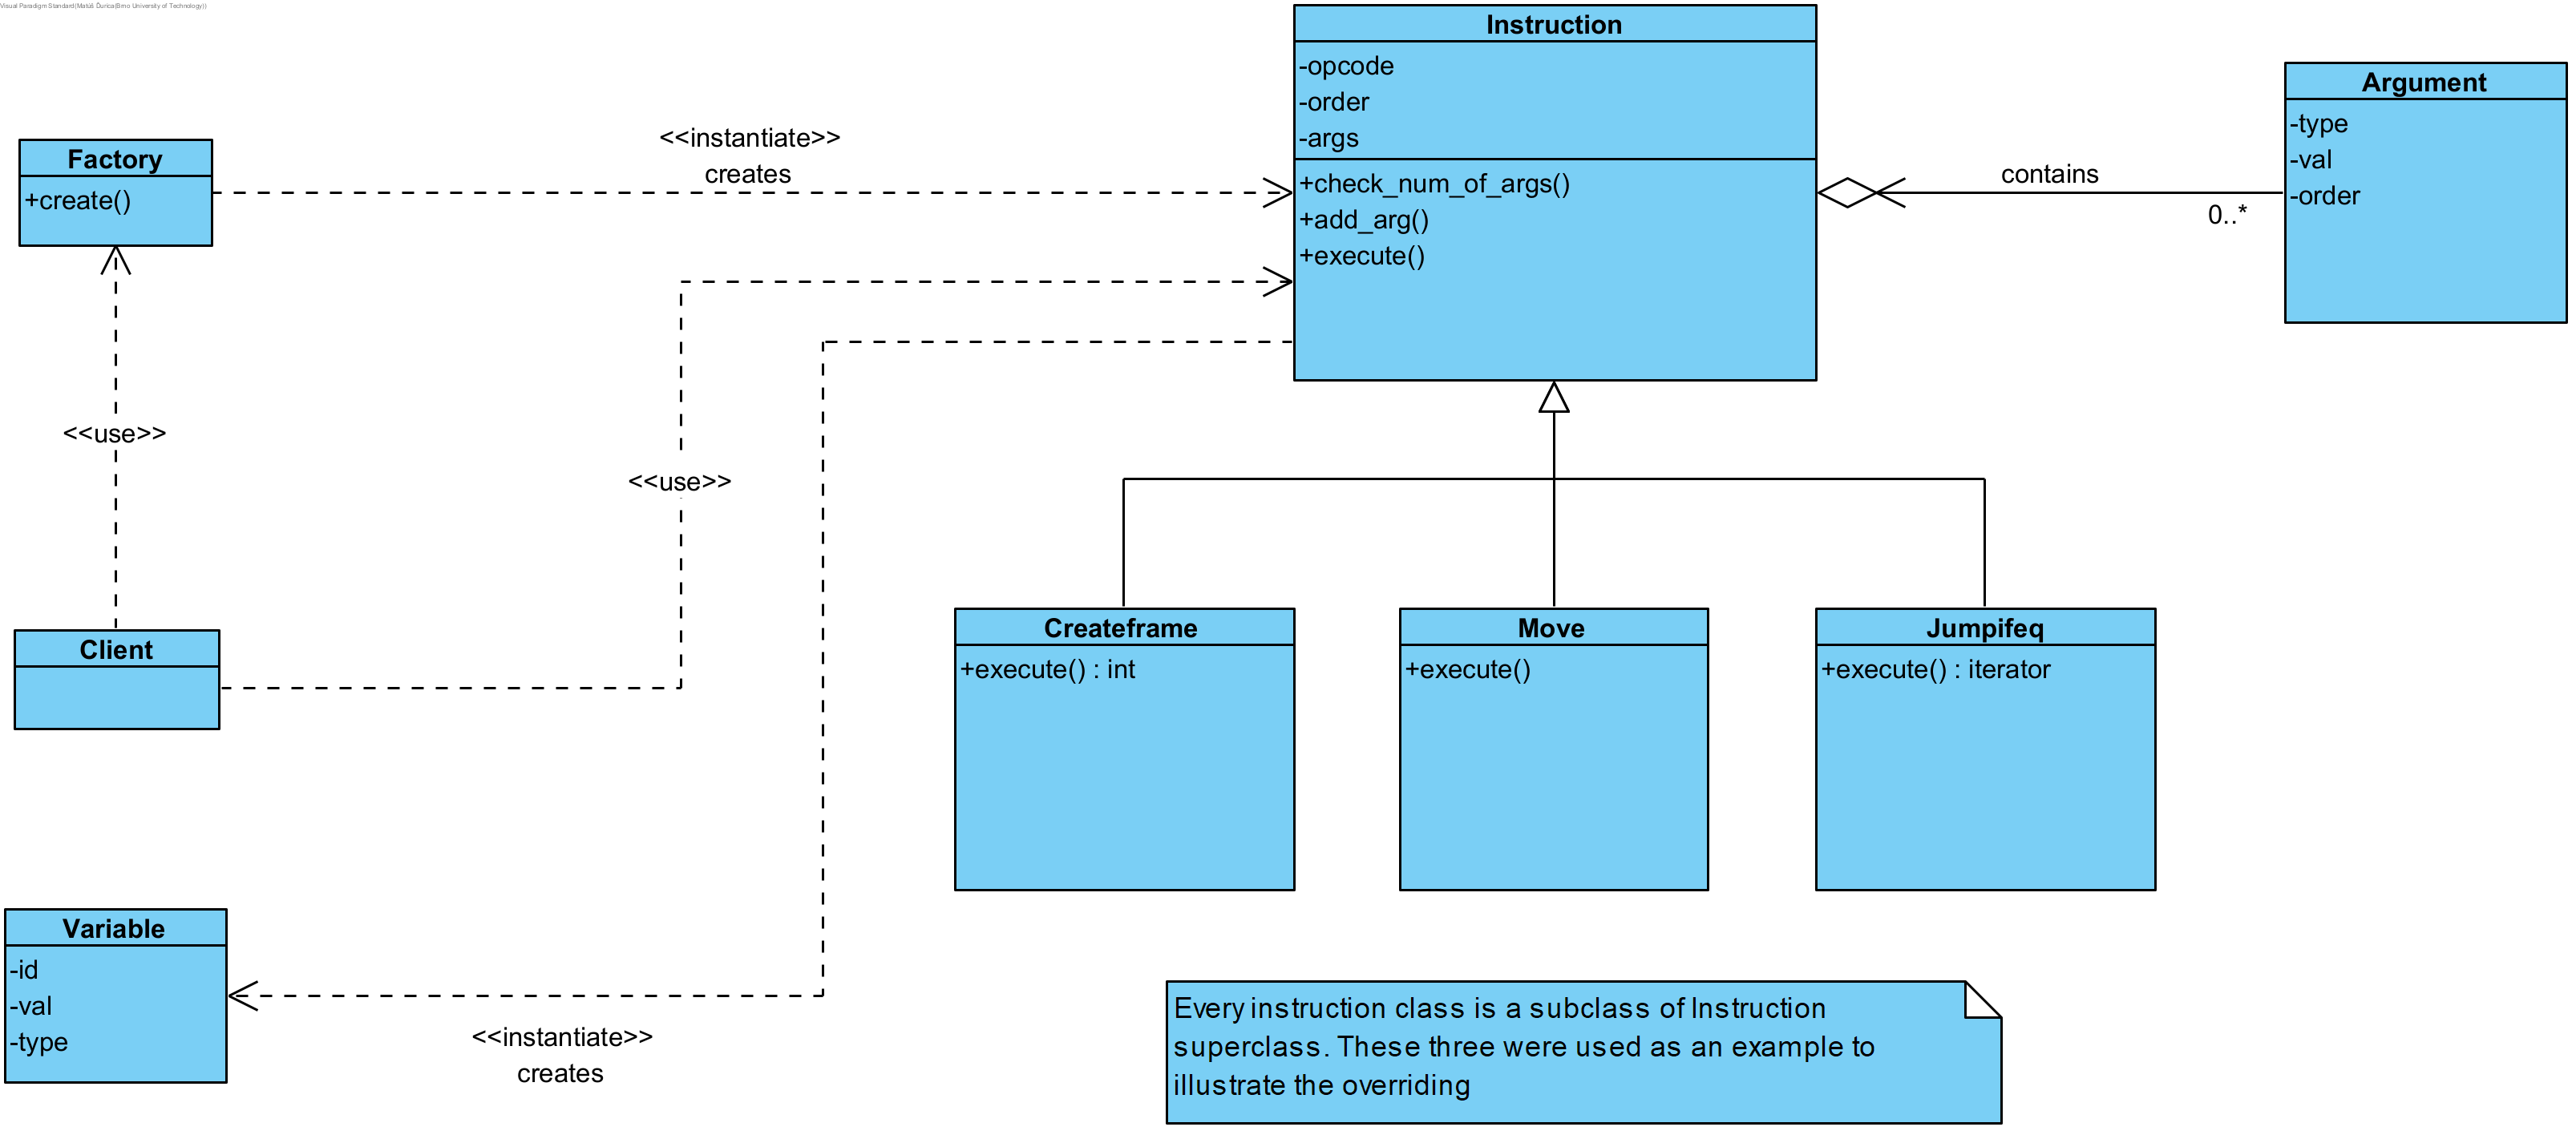 Visual Paradigm Standard(Matúš Ďurica(Brno University of Technology))
Instruction
-opcode
-order
-args
+check_num_of_args()
+add_arg()
+execute()
Argument
-type
-val
-order
contains
0..*
Factory
+create()
<<instantiate>>
creates
<<use>>
<<use>>
Client
Createframe
+execute() : int
Move
+execute()
Jumpifeq
+execute() : iterator
Variable
-id
-val
-type
<<instantiate>>
creates
Every instruction class is a subclass of Instruction
superclass. These three were used as an example to
illustrate the overriding